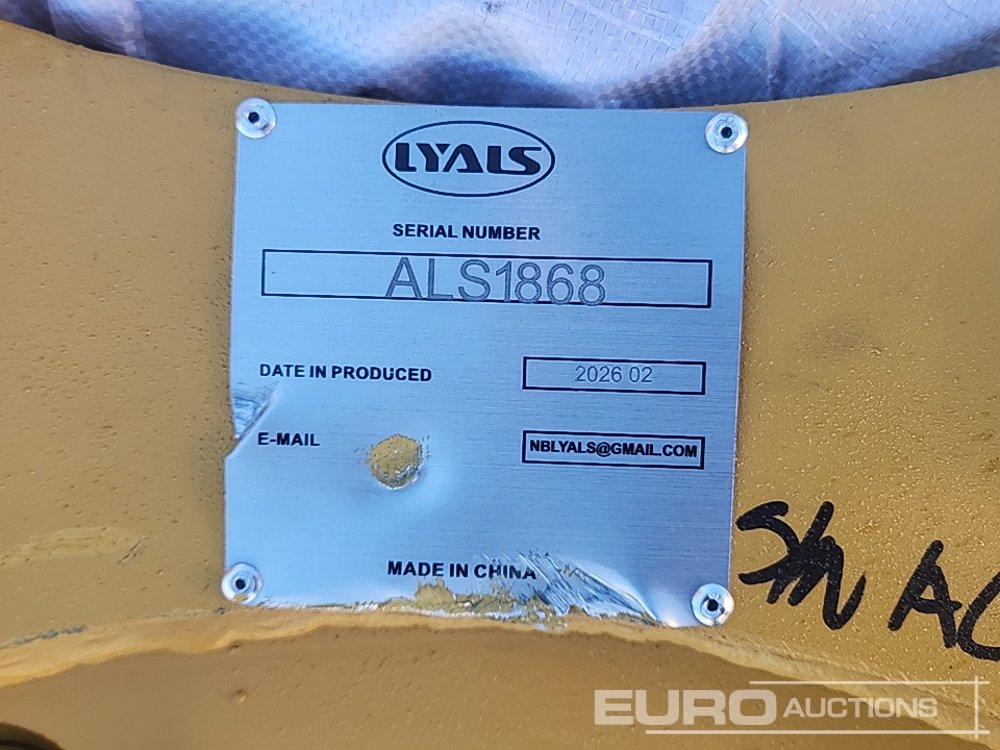 LYALS
SERIAL NUMBER
ALS1868
DATE IN PRODUCED
2026 02
E-MAIL
NBLYALS@GMAIL.COM
MADE IN CHINA
S/N
EURO AUCTIONS